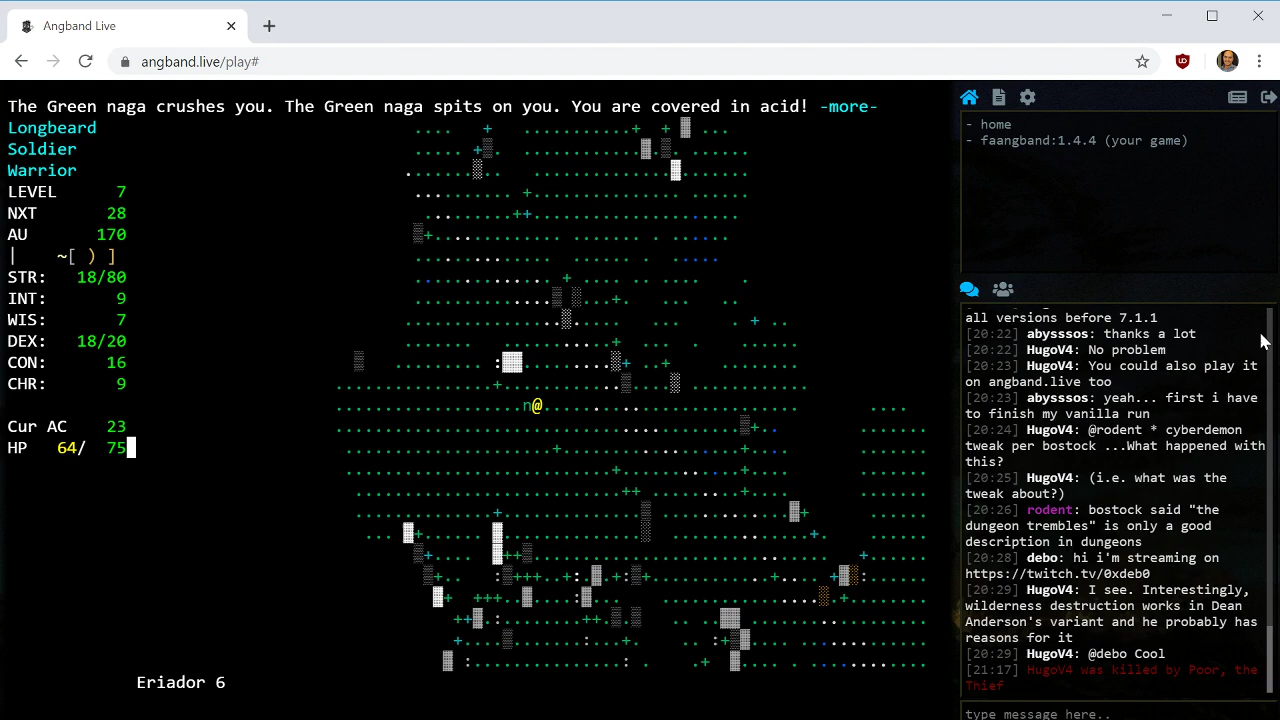 Angband Live
angband.live/play#
The Green naga crushes you. The Green naga spits on you. You are covered in acid! -more-
Longbeard
Soldier
Warrior
LEVEL 7
NXT 28
AU 170
| ~[ ) ]
STR: 18/80
INT: 9
WIS: 7
DEX: 18/20
CON: 16
CHR: 9
n@
Cur AC 23
HP 64/ 75
Eriador 6
- home
- faangband:1.4.4 (your game)
all versions before 7.1.1
[20:22] abysssos: thanks a lot
[20:22] HugoV4: No problem
[20:23] HugoV4: You could also play it
on angband.live too
[20:23] abysssos: yeah... first i have
to finish my vanilla run
[20:24] HugoV4: @rodent * cyberdemon
tweak per bostock ...What happened with
this?
[20:25] HugoV4: (i.e. what was the
tweak about?)
[20:26] rodent: bostock said "the
dungeon trembles" is only a good
description in dungeons
[20:28] debo: hi i'm streaming on
https://twitch.tv/0xdeb0
[20:29] HugoV4: I see. Interestingly,
wilderness destruction works in Dean
Anderson's variant and he probably has
reasons for it
[20:29] HugoV4: @debo Cool
[21:17] HugoV4 was killed by Poor, the
Thief
type message here..